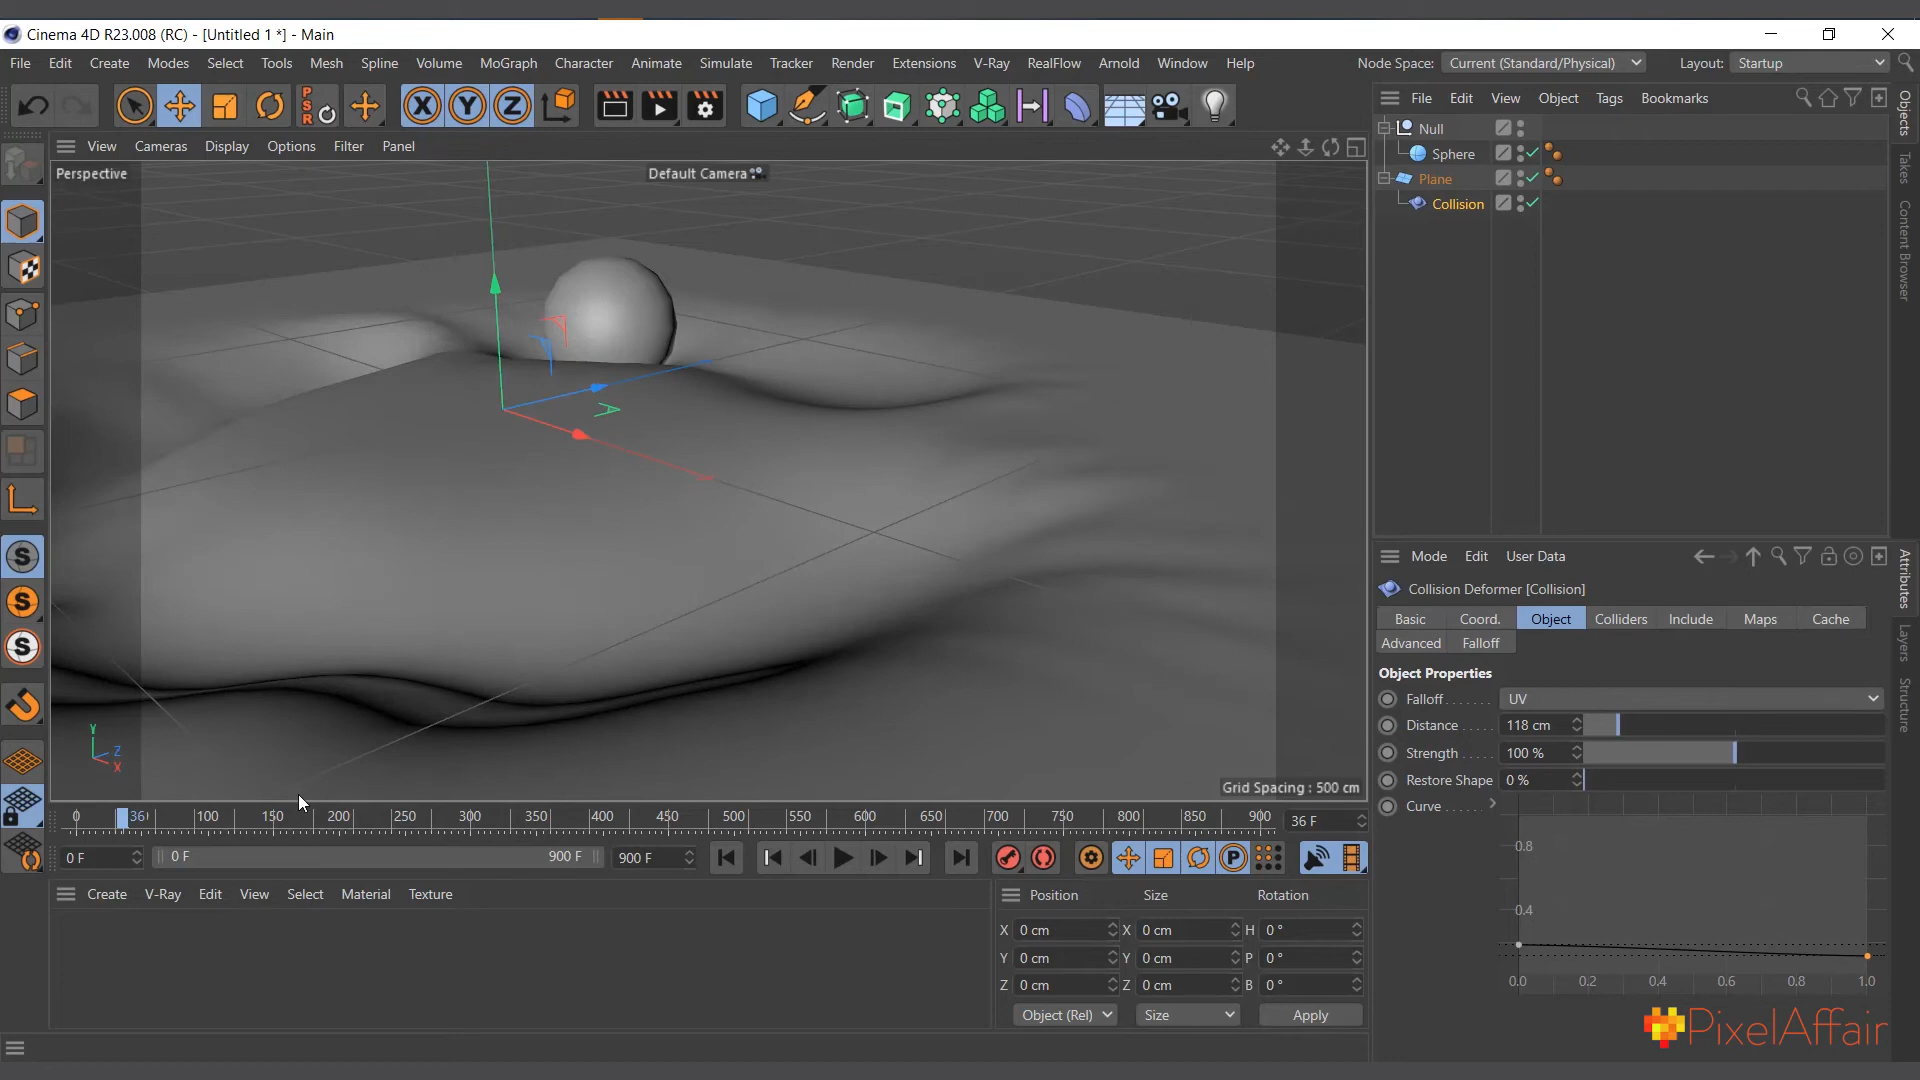 Cinema 4D R23.008 (RC) - [Untitled 1 *] - Main
File Edit Create Modes Select Tools Mesh Spline Volume MoGraph Character Animate Simulate Tracker Render Extensions V-Ray RealFlow Arnold Window Help
Node Space: Current (Standard/Physical) Layout: Startup
P
S
R
X Y Z
File Edit View Object Tags Bookmarks
Objects
Takes
Content Browser
Null
Sphere
Plane
Collision
View Cameras Display Options Filter Panel
Perspective
Default Camera
Y
Z
X
Grid Spacing : 500 cm
S
S
S
Mode Edit User Data
Attributes
Layers
Structure
Collision Deformer [Collision]
Basic Coord. Object Colliders Include Maps Cache
Advanced Falloff
Object Properties
Falloff . . . . . . . UV
Distance . . . . . 118 cm
Strength . . . . . 100 %
Restore Shape 0 %
Curve . . . . .
0.8
0.4
0.0 0.2 0.4 0.6 0.8 1.0
0 36 100 150 200 250 300 350 400 450 500 550 600 650 700 750 800 850 900 36 F
0 F 0 F 900 F 900 F
P
Create V-Ray Edit View Select Material Texture
Position Size Rotation
X 0 cm X 0 cm H 0 °
Y 0 cm Y 0 cm P 0 °
Z 0 cm Z 0 cm B 0 °
Object (Rel) Size Apply
PixelAffair